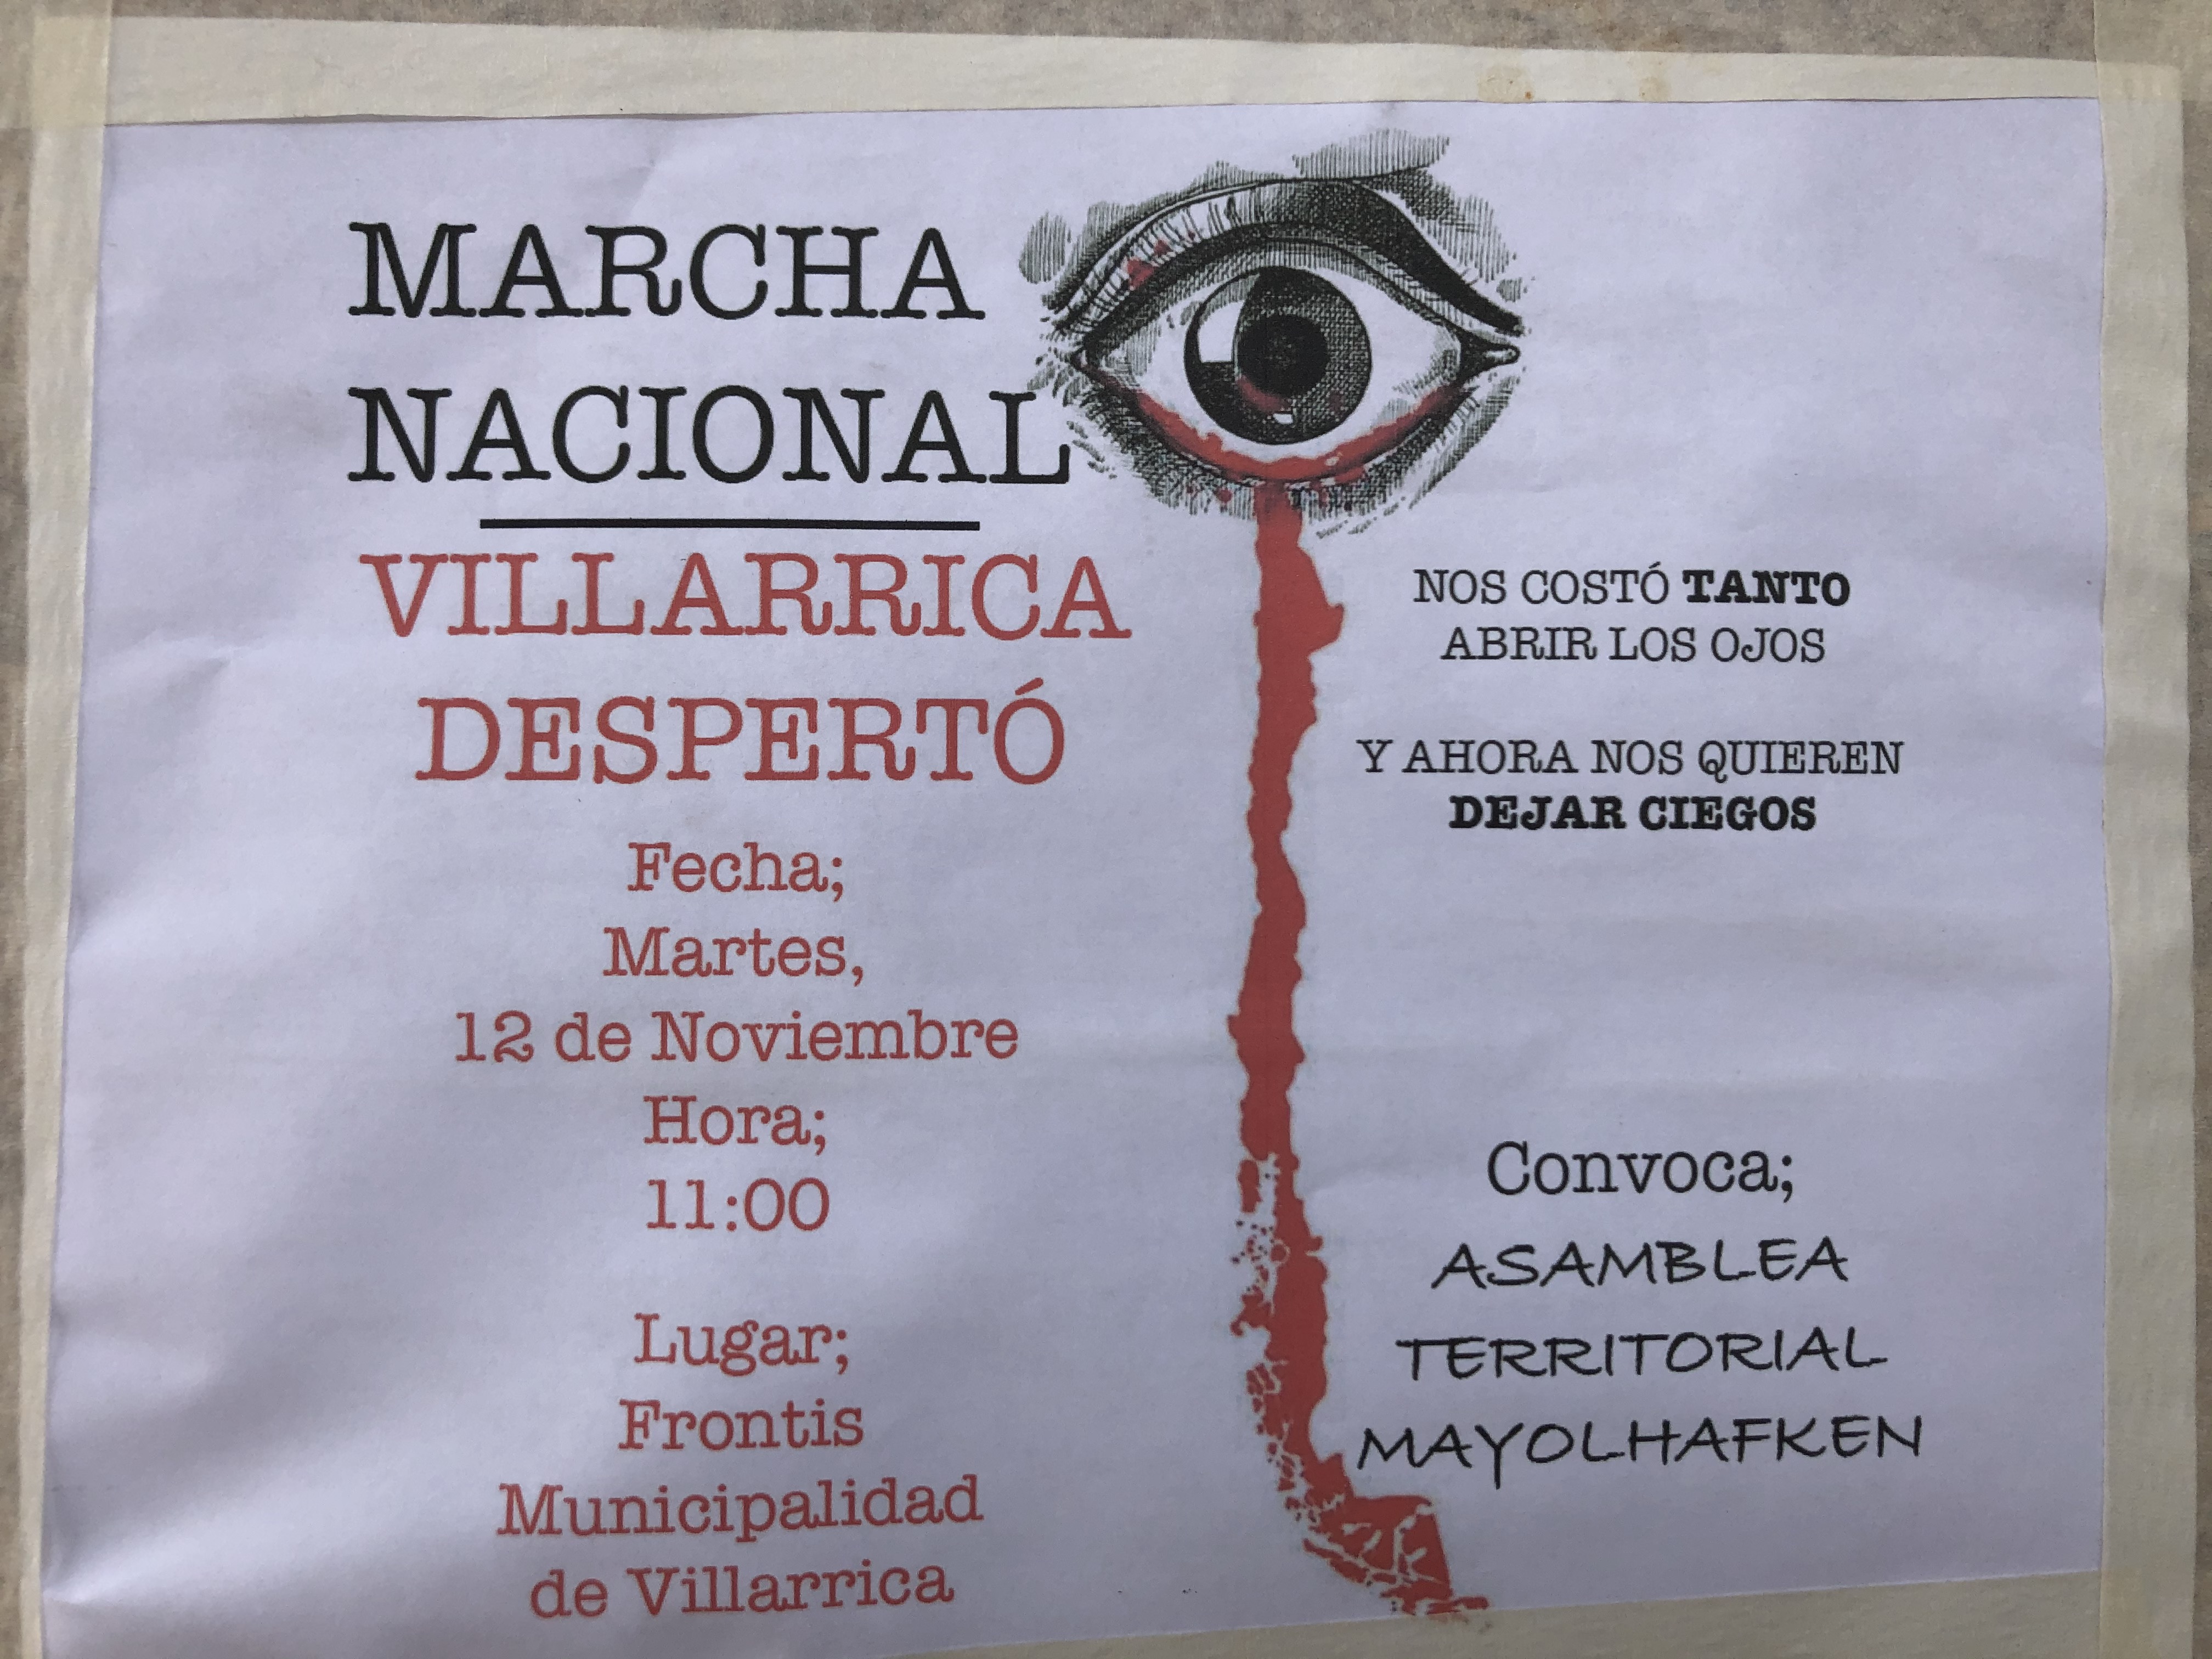 MARCHA
NACIONAL
VILLARRICA
DESPERTÓ
Fecha;
Martes,
12 de Noviembre
Hora;
11:00
Lugar;
Frontis
Municipalidad
de Villarrica
NOS COSTÓ TANTO
ABRIR LOS OJOS
Y AHORA NOS QUIEREN
DEJAR CIEGOS
Convoca;
ASAMBLEA
TERRITORIAL
MAYOLHAFKEN